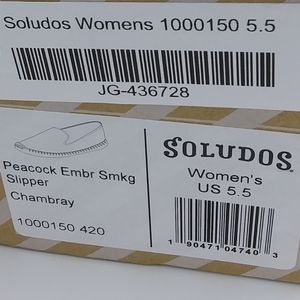 Soludos Womens 1000150 5.5
JG-436728
Peacock Embr Smkg
Slipper
Chambray
1000150 420
SOLUDOS
Women's
US 5.5
1 90471 04740 3